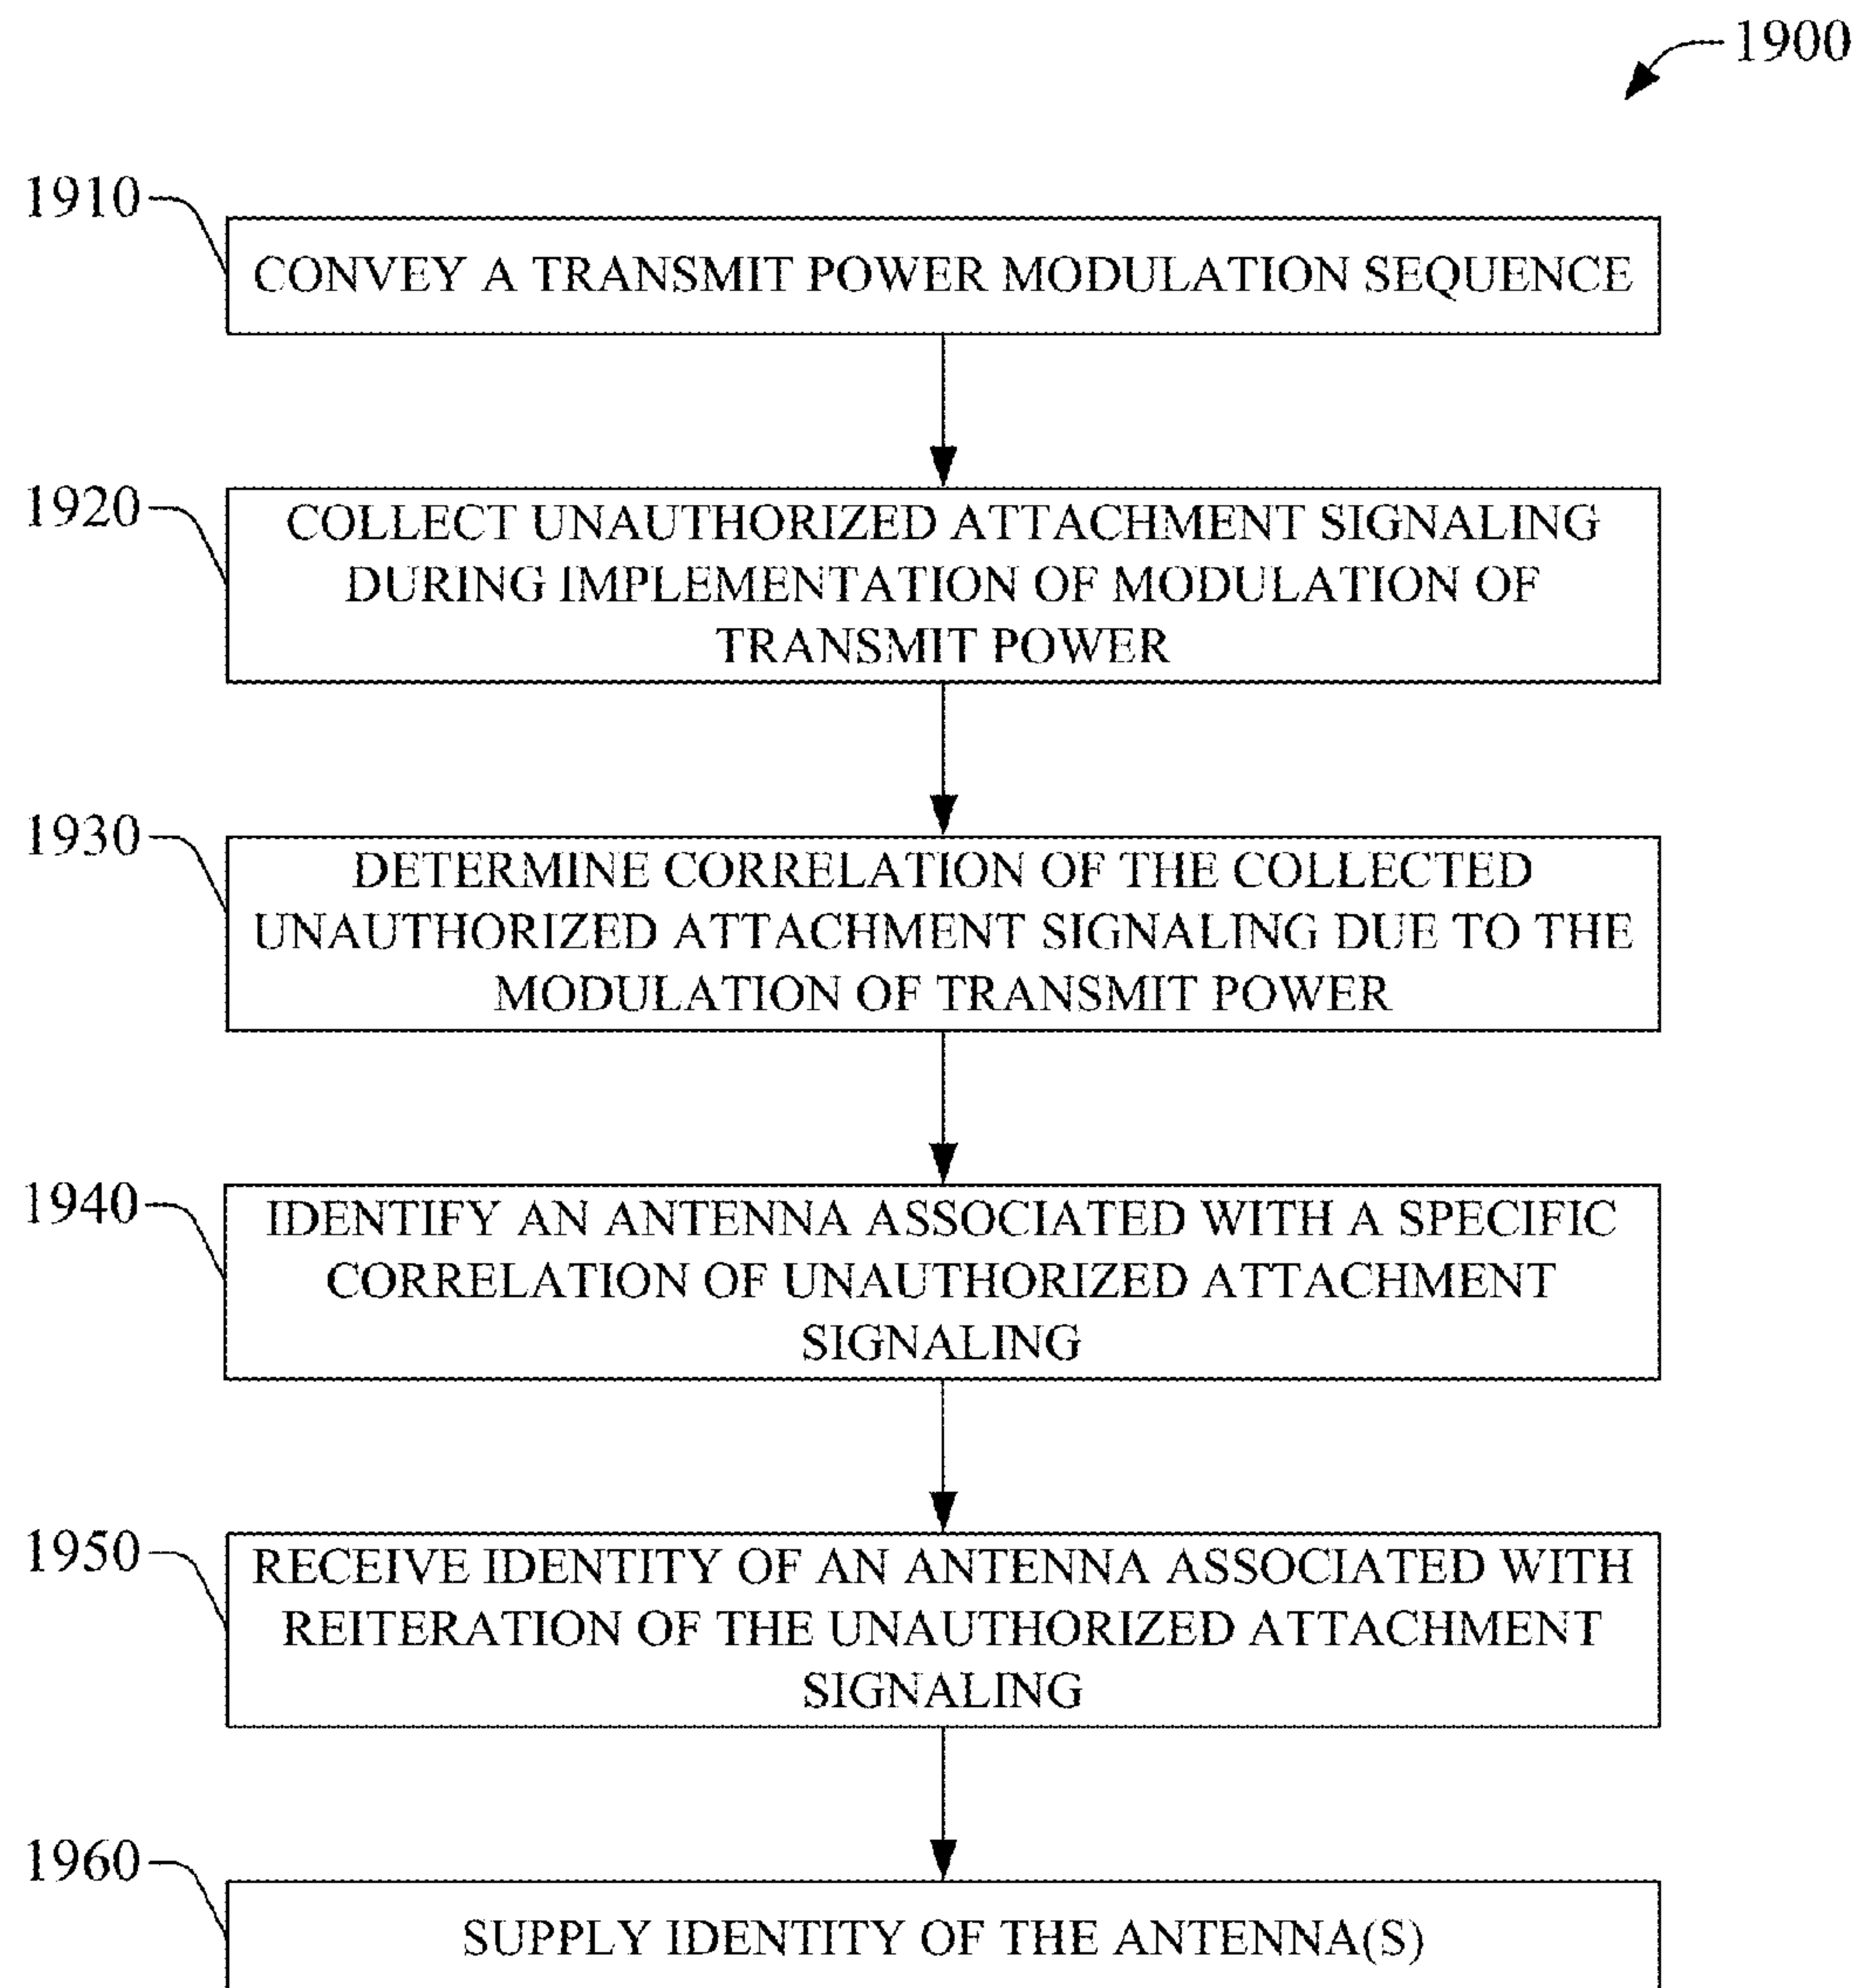 1900
1910
CONVEY A TRANSMIT POWER MODULATION SEQUENCE
1920
COLLECT UNAUTHORIZED ATTACHMENT SIGNALING
DURING IMPLEMENTATION OF MODULATION OF
TRANSMIT POWER
1930
DETERMINE CORRELATION OF THE COLLECTED
UNAUTHORIZED ATTACHMENT SIGNALING DUE TO THE
MODULATION OF TRANSMIT POWER
1940
IDENTIFY AN ANTENNA ASSOCIATED WITH A SPECIFIC
CORRELATION OF UNAUTHORIZED ATTACHMENT
SIGNALING
1950
RECEIVE IDENTITY OF AN ANTENNA ASSOCIATED WITH
REITERATION OF THE UNAUTHORIZED ATTACHMENT
SIGNALING
1960
SUPPLY IDENTITY OF THE ANTENNA(S)